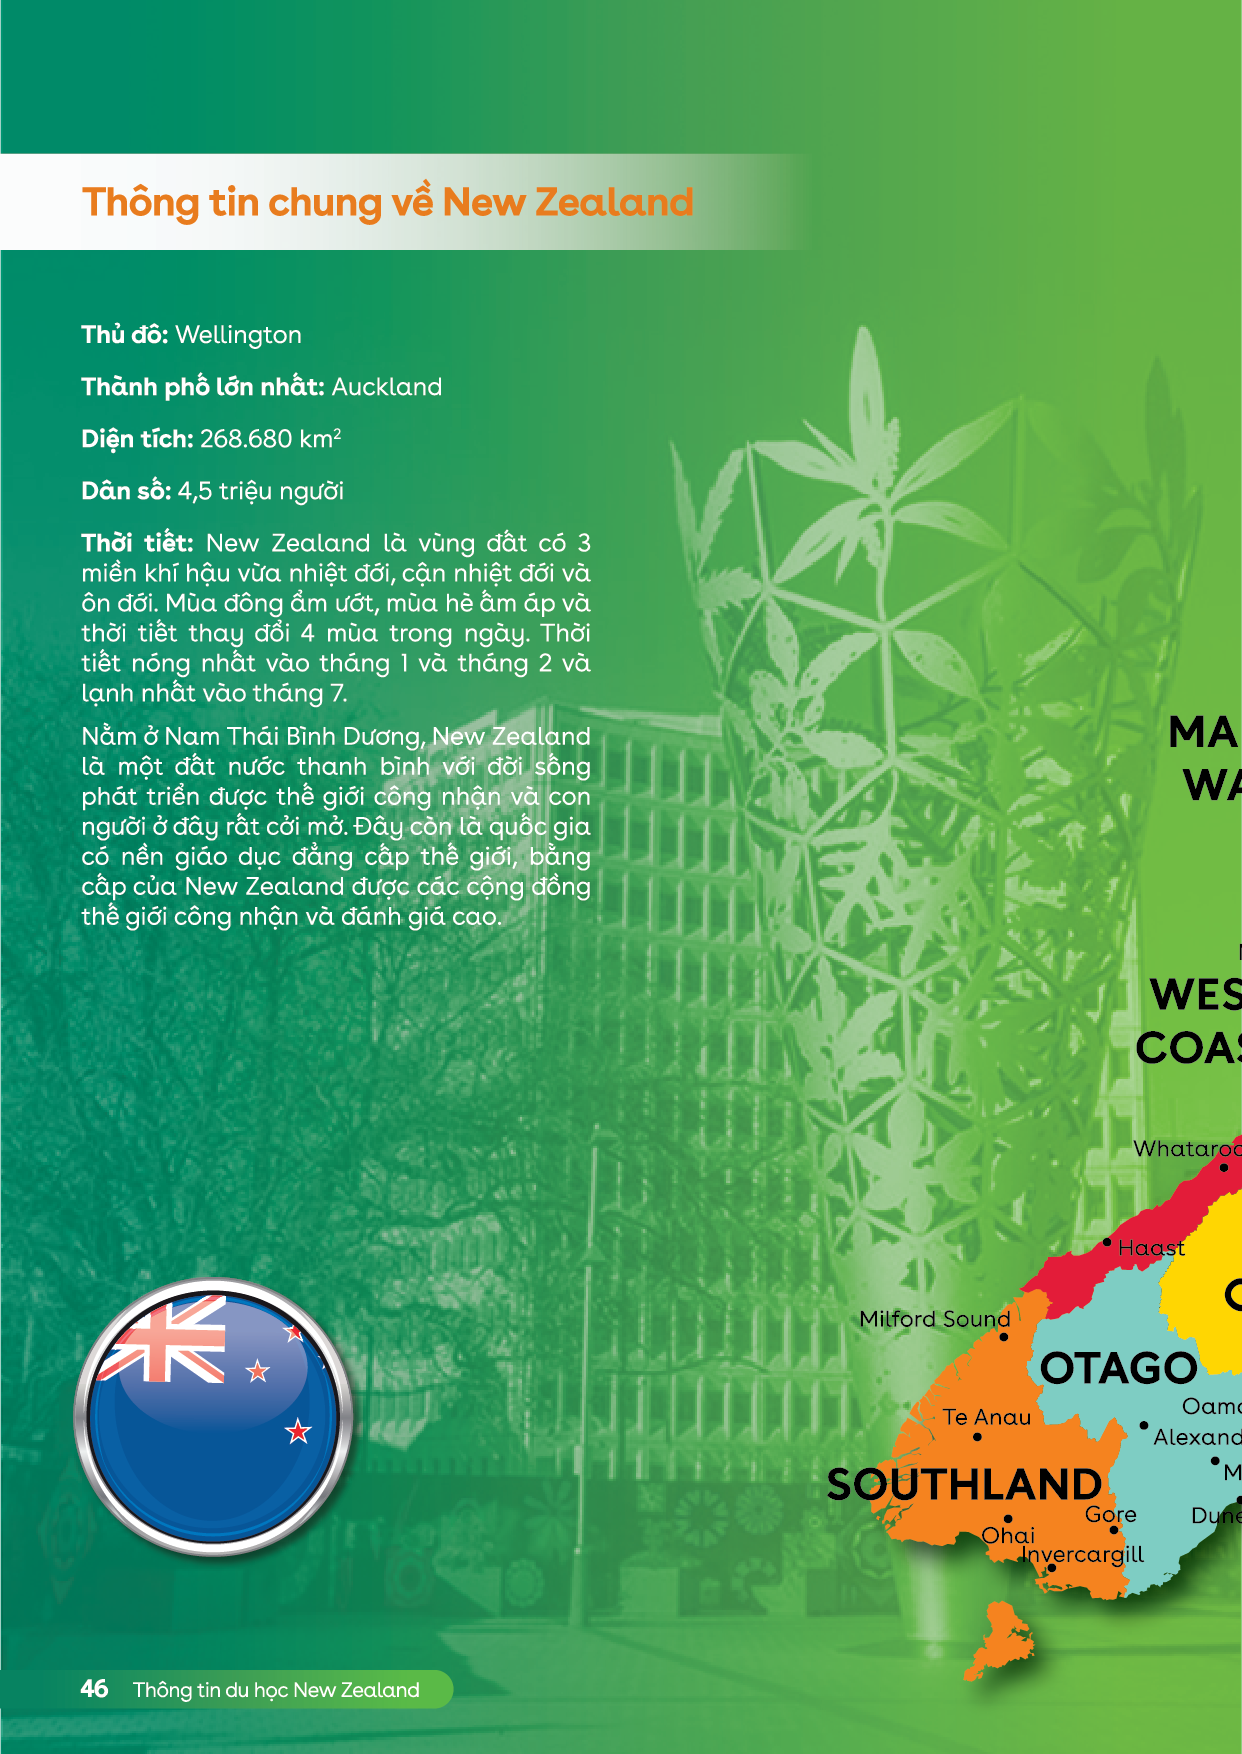 Thông tin chung về New Zealand
Thủ đô: Wellington
Thành phố lớn nhất: Auckland
Diện tích: 268.680 km²
Dân số: 4,5 triệu người
Thời tiết: New Zealand là vùng đất có 3
miền khí hậu vừa nhiệt đới, cận nhiệt đới và
ôn đới. Mùa đông ẩm ướt, mùa hè ấm áp và
thời tiết thay đổi 4 mùa trong ngày. Thời
tiết nóng nhất vào tháng 1 và tháng 2 và
lạnh nhất vào tháng 7.
Nằm ở Nam Thái Bình Dương, New Zealand
là một đất nước thanh bình với đời sống
phát triển được thế giới công nhận và con
người ở đây rất cởi mở. Đây còn là quốc gia
có nền giáo dục đẳng cấp thế giới, bằng
cấp của New Zealand được các cộng đồng
thế giới công nhận và đánh giá cao.
MA
WA
WES
COAS
Whataroa
Haast
Milford Sound
OTAGO
Oama
Te Anau
Alexand
SOUTHLAND
M
Gore
Dune
Ohai
Invercargill
46 Thông tin du học New Zealand